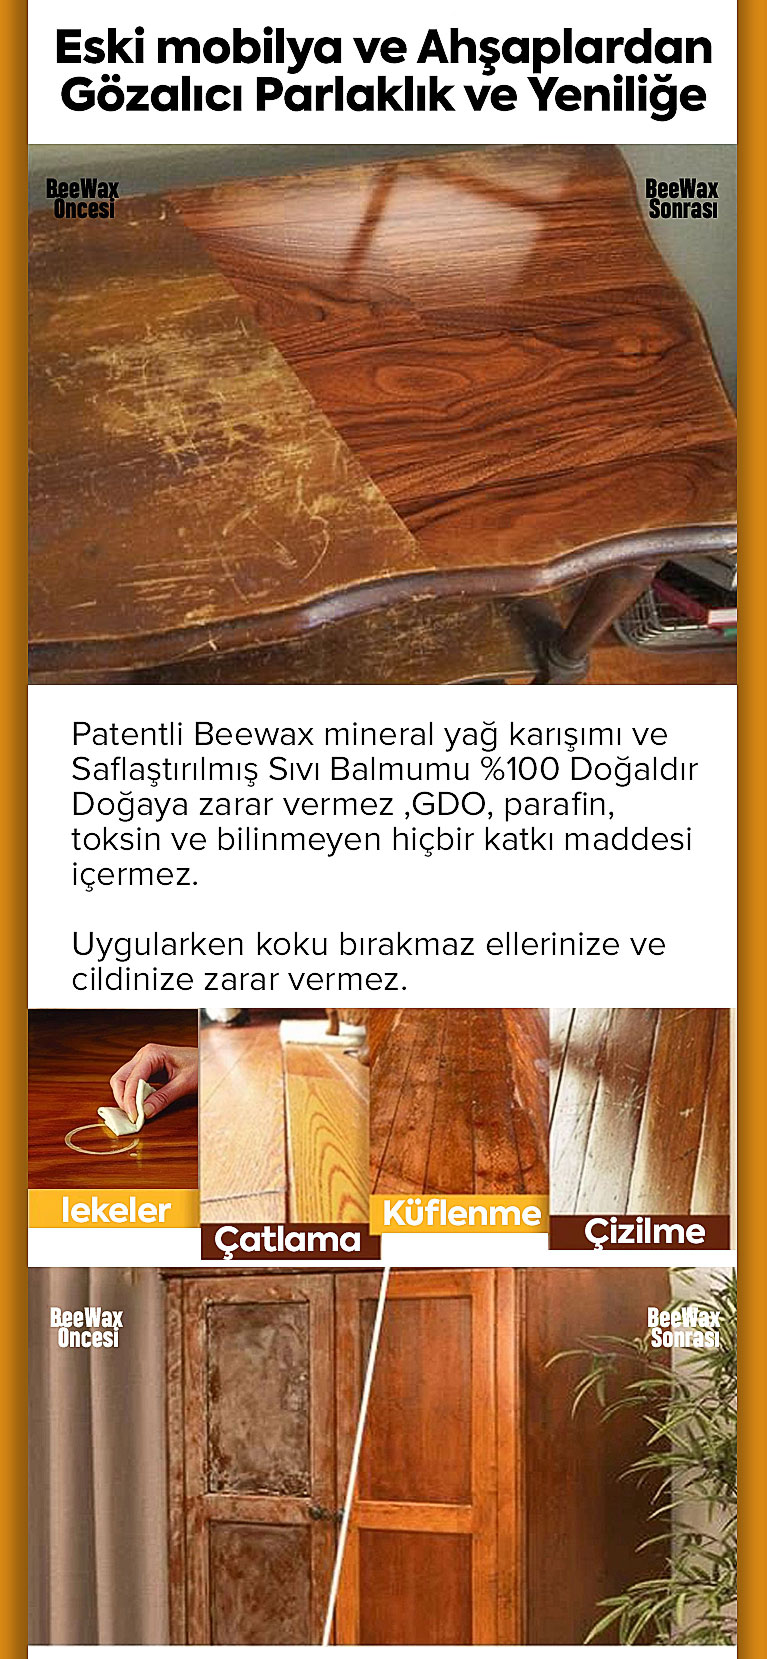 Eski mobilya ve Ahşaplardan
Gözalıcı Parlaklık ve Yeniliğe
BeeWax
Öncesi
BeeWax
Sonrası
Patentli Beewax mineral yağ karışımı ve
Saflaştırılmış Sıvı Balmumu %100 Doğaldır
Doğaya zarar vermez ,GDO, parafin,
toksin ve bilinmeyen hiçbir katkı maddesi
içermez.
Uygularken koku bırakmaz ellerinize ve
cildinize zarar vermez.
lekeler
Çatlama
Küflenme
Çizilme
BeeWax
Öncesi
BeeWax
Sonrası